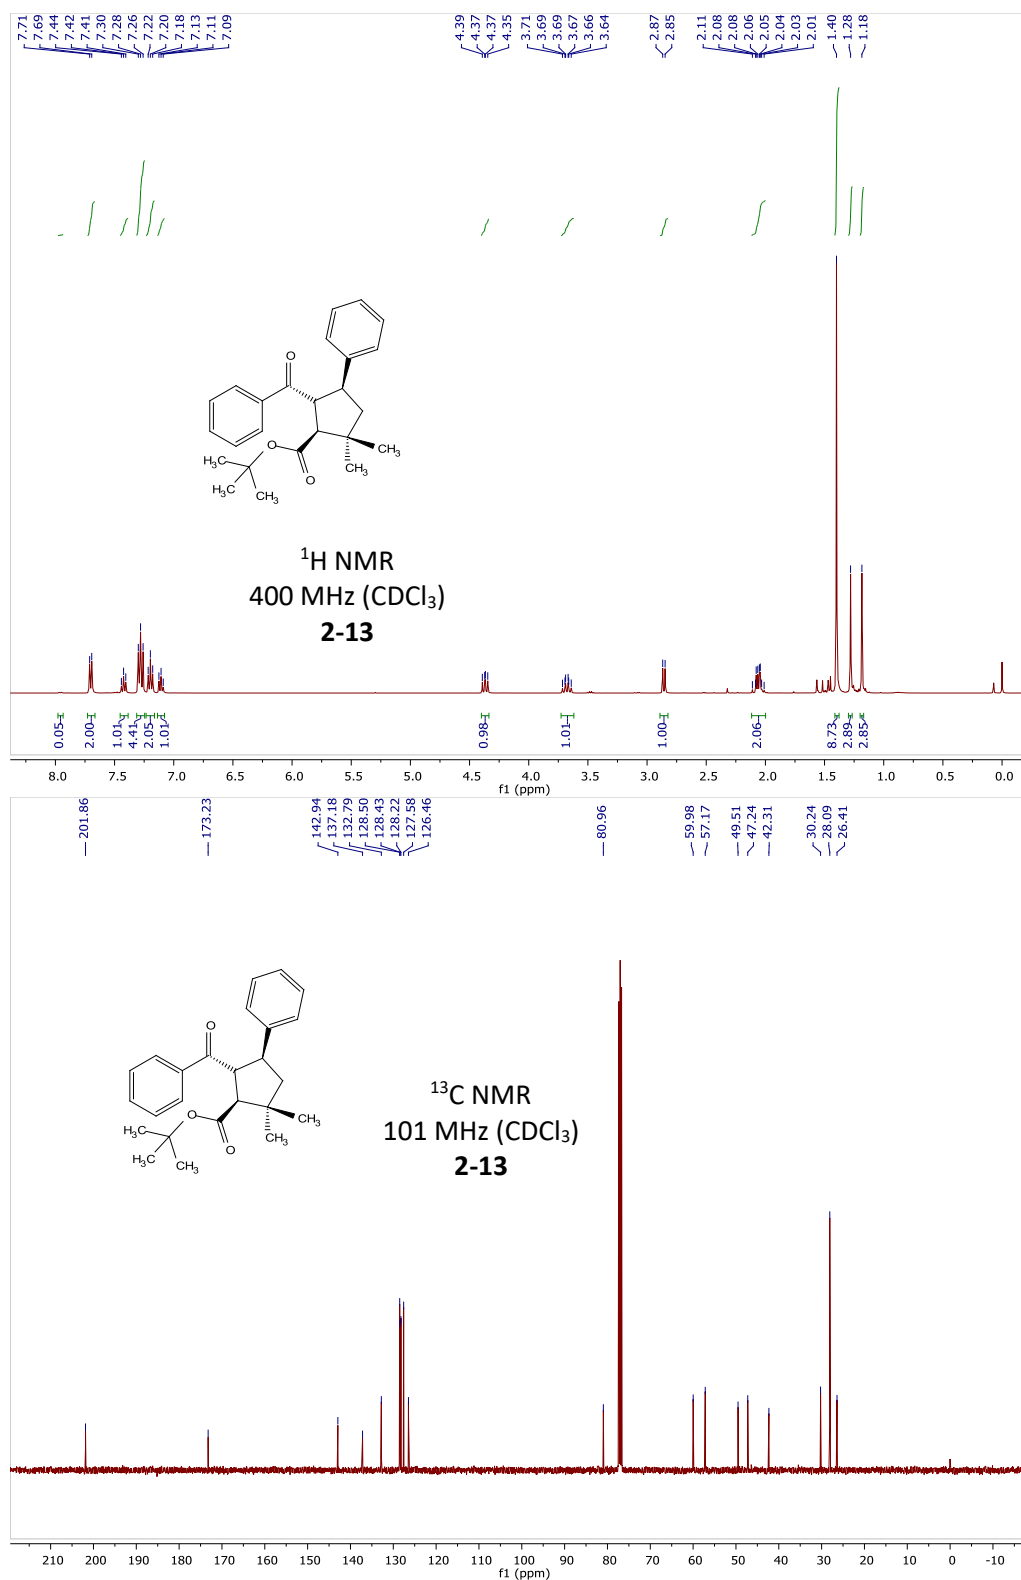 7.71 7.69 7.44 7.42 7.41 7.30 7.28 7.26 7.22 7.20 7.18 7.13 7.11 7.09 4.39 4.37 4.37 4.35 3.71 3.69 3.69 3.67 3.66 3.64 2.87 2.85 2.11 2.08 2.08 2.06 2.05 2.04 2.03 2.01 1.40 1.28 1.18
O
O
O
H₃C
H₃C
CH₃
CH₃
CH₃
¹H NMR
400 MHz (CDCl₃)
2-13
0.05 2.00 1.01 4.41 2.05 1.01 0.98 1.01 1.00 2.06 8.73 2.89 2.85
8.0 7.5 7.0 6.5 6.0 5.5 5.0 4.5 4.0 3.5 3.0 2.5 2.0 1.5 1.0 0.5 0.0
f1 (ppm)
201.86 173.23 142.94 137.18 132.79 128.50 128.43 128.22 127.58 126.46 80.96 59.98 57.17 49.51 47.24 42.31 30.24 28.09 26.41
O
O
O
H₃C
H₃C
CH₃
CH₃
CH₃
¹³C NMR
101 MHz (CDCl₃)
2-13
210 200 190 180 170 160 150 140 130 120 110 100 90 80 70 60 50 40 30 20 10 0 -10
f1 (ppm)